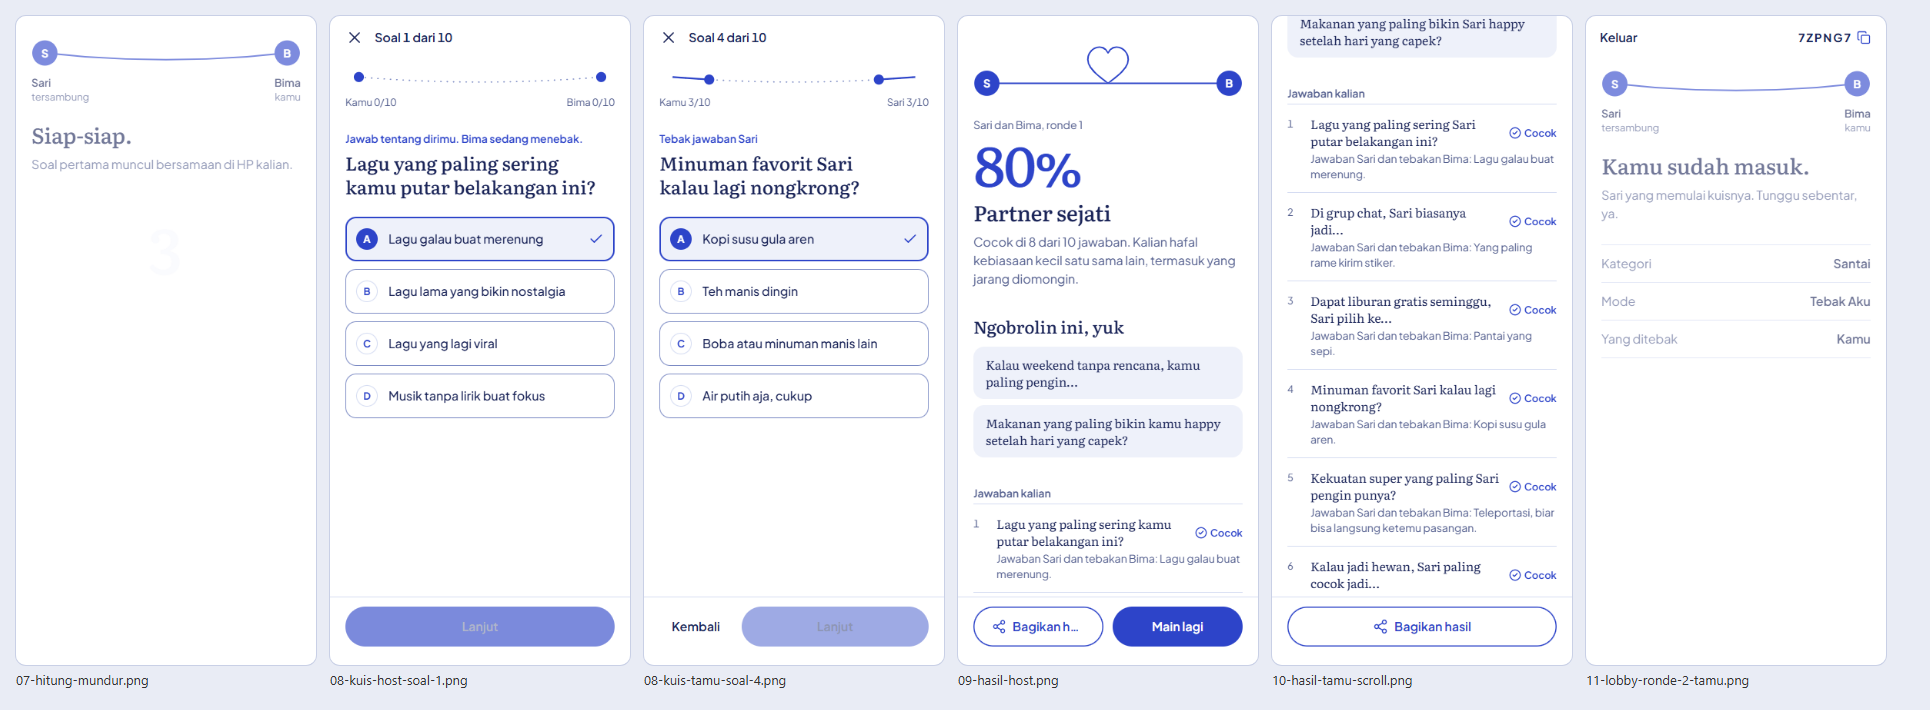 S
B
Sari
Bima
tersambung
kamu
Siap-siap.
Soal pertama muncul bersamaan di HP kalian.
3
07-hitung-mundur.png
Soal 1 dari 10
Kamu 0/10
Bima 0/10
Jawab tentang dirimu. Bima sedang menebak.
Lagu yang paling sering
kamu putar belakangan ini?
A Lagu galau buat merenung
B Lagu lama yang bikin nostalgia
C Lagu yang lagi viral
D Musik tanpa lirik buat fokus
Lanjut
08-kuis-host-soal-1.png
Soal 4 dari 10
Kamu 3/10
Sari 3/10
Tebak jawaban Sari
Minuman favorit Sari
kalau lagi nongkrong?
A Kopi susu gula aren
B Teh manis dingin
C Boba atau minuman manis lain
D Air putih aja, cukup
Kembali
Lanjut
08-kuis-tamu-soal-4.png
S
B
Sari dan Bima, ronde 1
80%
Partner sejati
Cocok di 8 dari 10 jawaban. Kalian hafal
kebiasaan kecil satu sama lain, termasuk yang
jarang diomongin.
Ngobrolin ini, yuk
Kalau weekend tanpa rencana, kamu
paling pengin...
Makanan yang paling bikin kamu happy
setelah hari yang capek?
Jawaban kalian
1 Lagu yang paling sering kamu
putar belakangan ini?
Cocok
Jawaban Sari dan tebakan Bima: Lagu galau buat
merenung.
Bagikan h...
Main lagi
09-hasil-host.png
Makanan yang paling bikin Sari happy
setelah hari yang capek?
Jawaban kalian
1 Lagu yang paling sering Sari
putar belakangan ini?
Cocok
Jawaban Sari dan tebakan Bima: Lagu galau buat
merenung.
2 Di grup chat, Sari biasanya
jadi...
Cocok
Jawaban Sari dan tebakan Bima: Yang paling
rame kirim stiker.
3 Dapat liburan gratis seminggu,
Sari pilih ke...
Cocok
Jawaban Sari dan tebakan Bima: Pantai yang
sepi.
4 Minuman favorit Sari kalau lagi
nongkrong?
Cocok
Jawaban Sari dan tebakan Bima: Kopi susu gula
aren.
5 Kekuatan super yang paling Sari
pengin punya?
Cocok
Jawaban Sari dan tebakan Bima: Teleportasi, biar
bisa langsung ketemu pasangan.
6 Kalau jadi hewan, Sari paling
cocok jadi...
Cocok
Bagikan hasil
10-hasil-tamu-scroll.png
Keluar
7ZPNG7
S
B
Sari
Bima
tersambung
kamu
Kamu sudah masuk.
Sari yang memulai kuisnya. Tunggu sebentar,
ya.
Kategori
Santai
Mode
Tebak Aku
Yang ditebak
Kamu
11-lobby-ronde-2-tamu.png